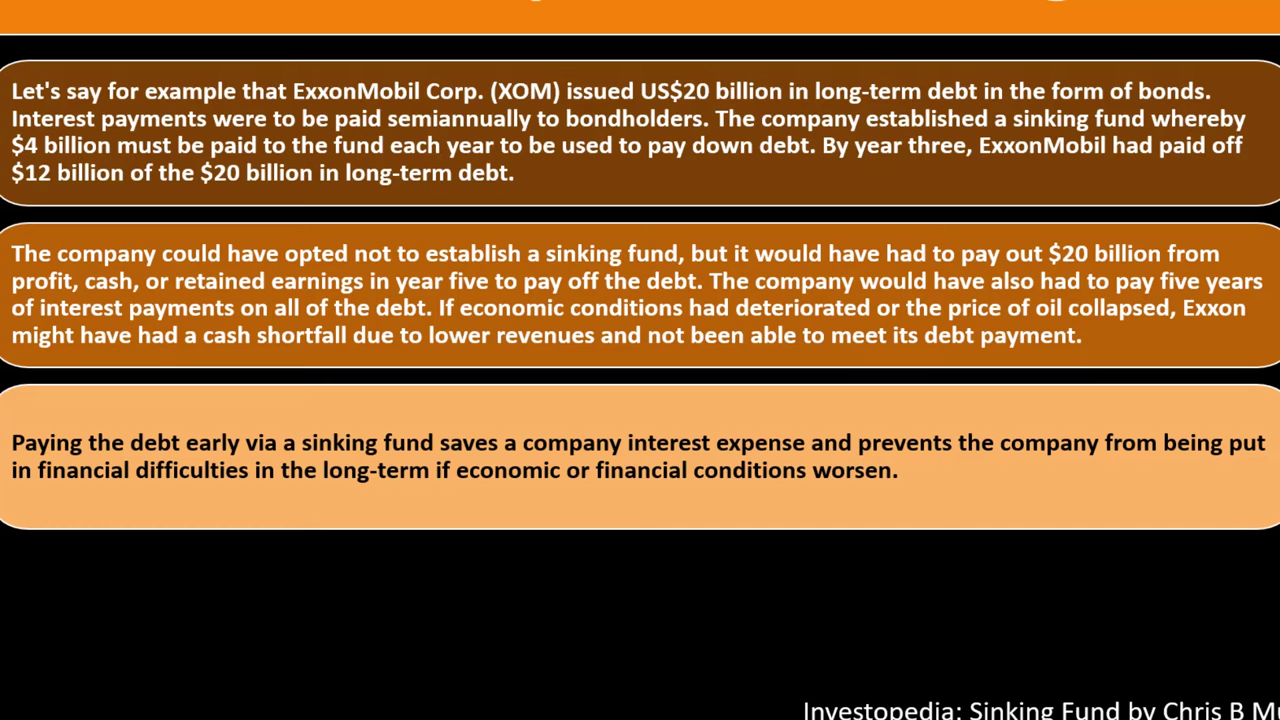 Let's say for example that ExxonMobil Corp. (XOM) issued US$20 billion in long-term debt in the form of bonds.
Interest payments were to be paid semiannually to bondholders. The company established a sinking fund whereby
$4 billion must be paid to the fund each year to be used to pay down debt. By year three, ExxonMobil had paid off
$12 billion of the $20 billion in long-term debt.
The company could have opted not to establish a sinking fund, but it would have had to pay out $20 billion from
profit, cash, or retained earnings in year five to pay off the debt. The company would have also had to pay five years
of interest payments on all of the debt. If economic conditions had deteriorated or the price of oil collapsed, Exxon
might have had a cash shortfall due to lower revenues and not been able to meet its debt payment.
Paying the debt early via a sinking fund saves a company interest expense and prevents the company from being put
in financial difficulties in the long-term if economic or financial conditions worsen.
Investopedia: Sinking Fund by Chris B